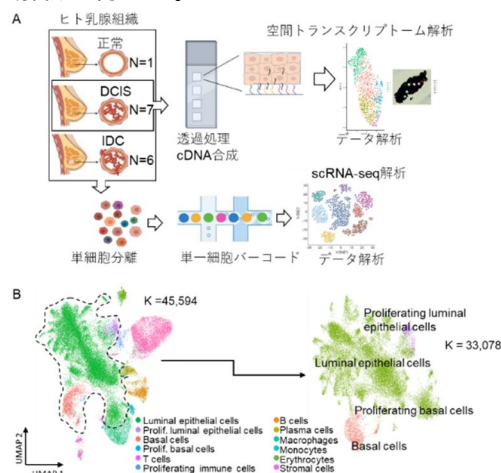 A
ヒト乳腺組織
空間トランスクリプトーム解析
正常
N=1
DCIS
N=7
IDC
N=6
透過処理
cDNA合成
データ解析
scRNA-seq解析
単細胞分離
単一細胞バーコード
データ解析
B
K = 45,594
Proliferating luminal
epithelial cells
K = 33,078
Luminal epithelial cells
Proliferating basal cells
Basal cells
UMAP 2
Luminal epithelial cells
Prolif. luminal epithelial cells
Basal cells
Prolif. basal cells
T cells
Proliferating immune cells
B cells
Plasma cells
Macrophages
Monocytes
Erythrocytes
Stromal cells